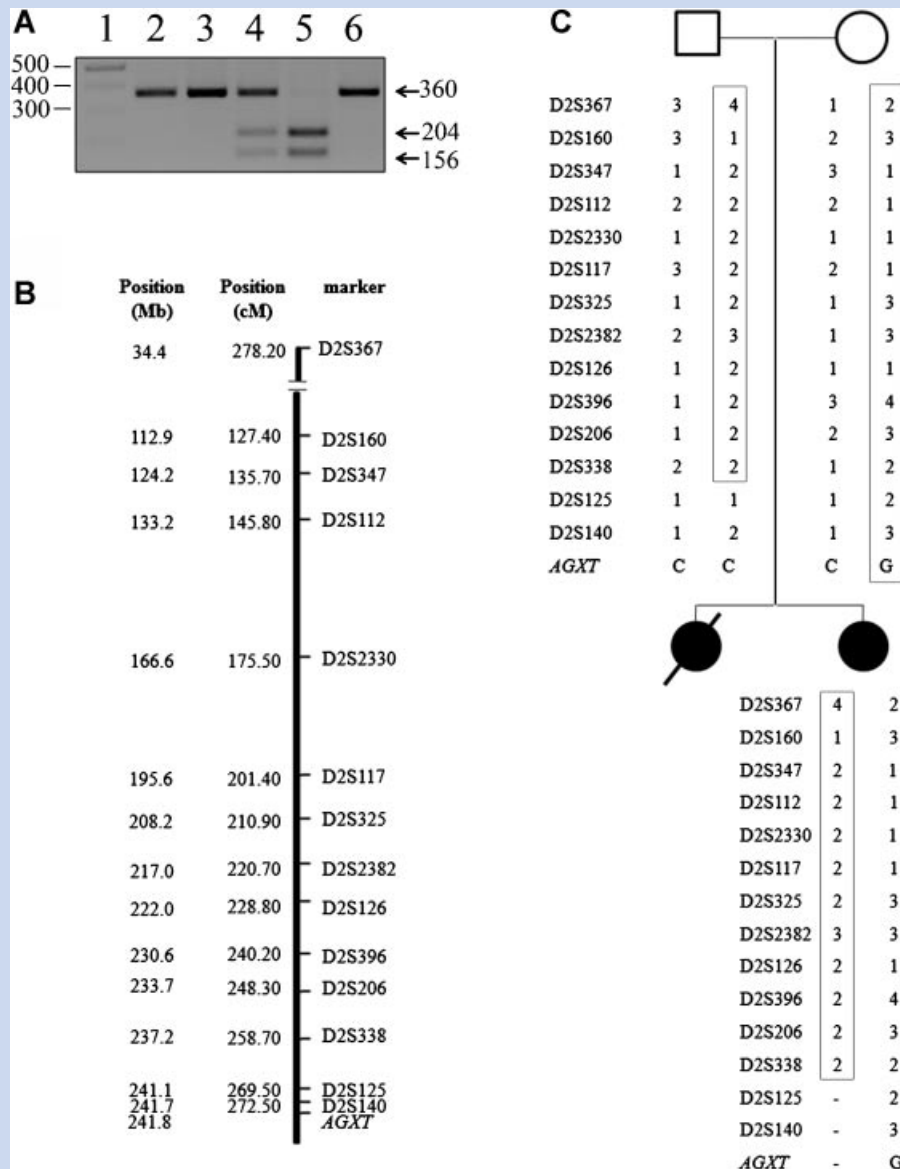 A
1 2 3 4 5 6
500
400
300
←360
←204
←156
B
Position (Mb) Position (cM) marker
34.4 278.20 D2S367
112.9 127.40 D2S160
124.2 135.70 D2S347
133.2 145.80 D2S112
166.6 175.50 D2S2330
195.6 201.40 D2S117
208.2 210.90 D2S325
217.0 220.70 D2S2382
222.0 228.80 D2S126
230.6 240.20 D2S396
233.7 248.30 D2S206
237.2 258.70 D2S338
241.1 269.50 D2S125
241.7 272.50 D2S140
241.8 AGXT
C
D2S367 3 4 1 2
D2S160 3 1 2 3
D2S347 1 2 3 1
D2S112 2 2 2 1
D2S2330 1 2 1 1
D2S117 3 2 2 1
D2S325 1 2 1 3
D2S2382 2 3 1 3
D2S126 1 2 1 1
D2S396 1 2 3 4
D2S206 1 2 2 3
D2S338 2 2 1 2
D2S125 1 1 1 2
D2S140 1 2 1 3
AGXT C C C G
D2S367 4 2
D2S160 1 3
D2S347 2 1
D2S112 2 1
D2S2330 2 1
D2S117 2 1
D2S325 2 3
D2S2382 3 3
D2S126 2 1
D2S396 2 4
D2S206 2 3
D2S338 2 2
D2S125 - 2
D2S140 - 3
AGXT - G